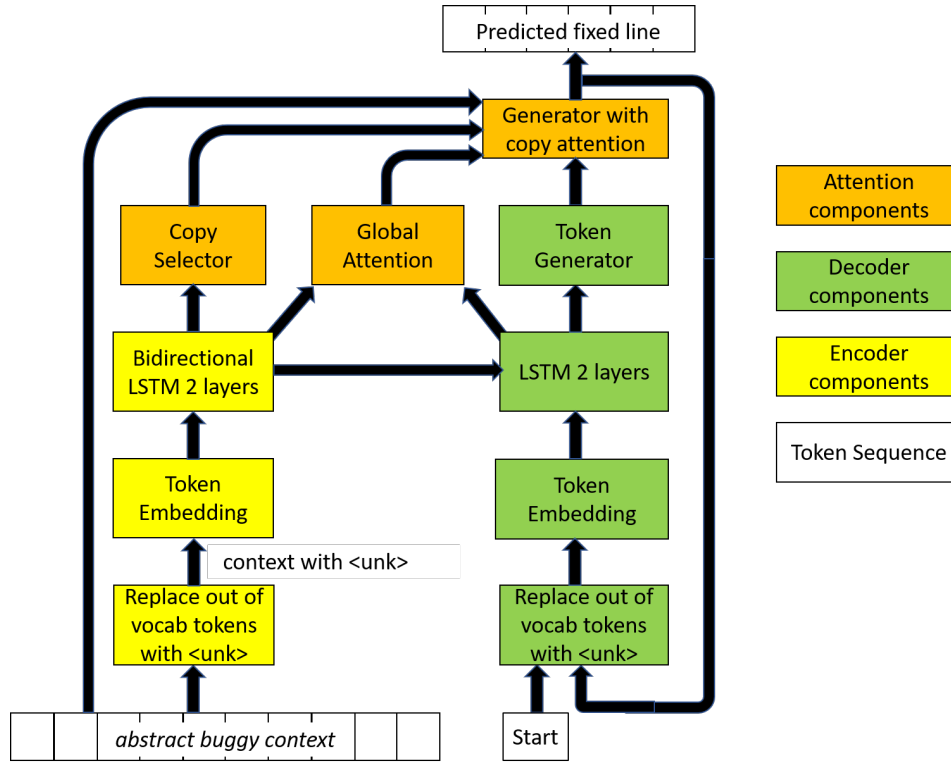 Predicted fixed line
Generator with
copy attention
Attention
components
Copy
Selector
Global
Attention
Token
Generator
Decoder
components
Bidirectional
LSTM 2 layers
LSTM 2 layers
Encoder
components
Token Sequence
Token
Embedding
Token
Embedding
context with <unk>
Replace out of
vocab tokens
with <unk>
Replace out of
vocab tokens
with <unk>
abstract buggy context
Start